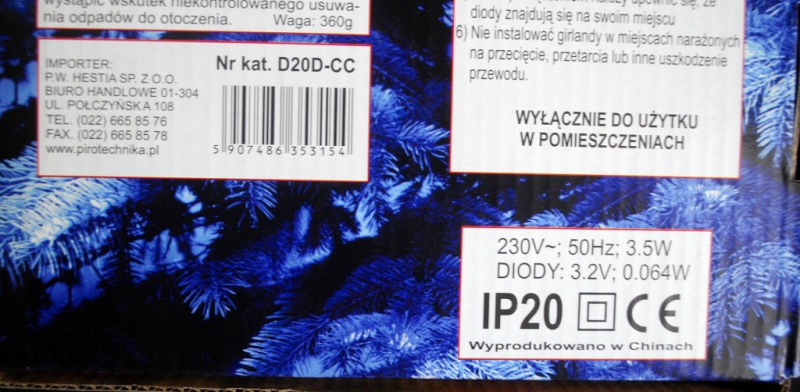 wystąpić wskutek niekontrolowanego usuwa-
nia odpadów do otoczenia. Waga: 360g
IMPORTER:
P.W. HESTIA SP. Z O.O.
BIURO HANDLOWE 01-304
UL. POŁCZYŃSKA 108
TEL. (022) 665 85 76
FAX. (022) 665 85 78
www.pirotechnika.pl
Nr kat. D20D-CC
5 907486 353154
należy upewnić się, że
diody znajdują się na swoim miejscu
6) Nie instalować girlandy w miejscach narażonych
na przecięcie, przetarcia lub inne uszkodzenie
przewodu.
WYŁĄCZNIE DO UŻYTKU
W POMIESZCZENIACH
230V~; 50Hz; 3.5W
DIODY: 3.2V; 0.064W
IP20 CE
Wyprodukowano w Chinach